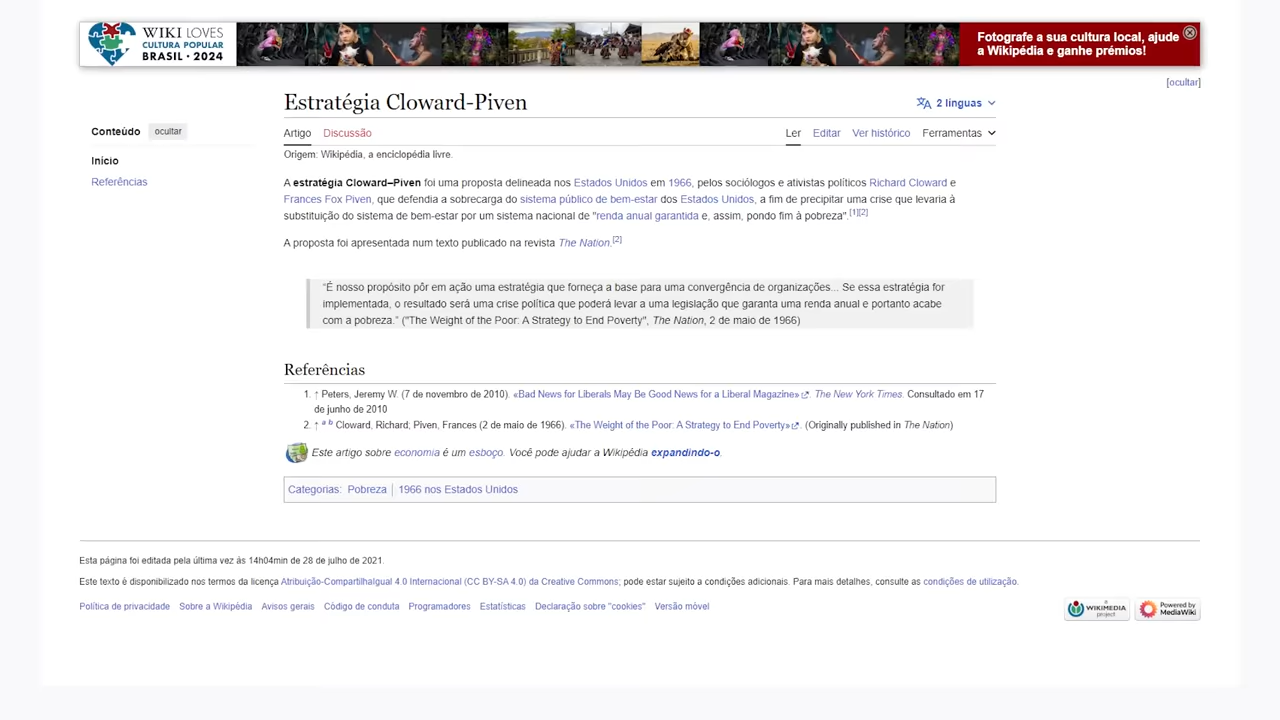 WIKI LOVES
CULTURA POPULAR
BRASIL • 2024
Fotografe a sua cultura local, ajude
a Wikipédia e ganhe prémios!
[ocultar]
Estratégia Cloward-Piven
2 línguas
Conteúdo ocultar
Artigo Discussão Ler Editar Ver histórico Ferramentas
Origem: Wikipédia, a enciclopédia livre.
Início
Referências
A estratégia Cloward–Piven foi uma proposta delineada nos Estados Unidos em 1966, pelos sociólogos e ativistas políticos Richard Cloward e
Frances Fox Piven, que defendia a sobrecarga do sistema público de bem-estar dos Estados Unidos, a fim de precipitar uma crise que levaria à
substituição do sistema de bem-estar por um sistema nacional de "renda anual garantida e, assim, pondo fim à pobreza".[1][2]
A proposta foi apresentada num texto publicado na revista The Nation.[2]
“É nosso propósito pôr em ação uma estratégia que forneça a base para uma convergência de organizações... Se essa estratégia for
implementada, o resultado será uma crise política que poderá levar a uma legislação que garanta uma renda anual e portanto acabe
com a pobreza.” ("The Weight of the Poor: A Strategy to End Poverty", The Nation, 2 de maio de 1966)
Referências
1. ↑ Peters, Jeremy W. (7 de novembro de 2010). «Bad News for Liberals May Be Good News for a Liberal Magazine». The New York Times. Consultado em 17
de junho de 2010
2. ↑ a b Cloward, Richard; Piven, Frances (2 de maio de 1966). «The Weight of the Poor: A Strategy to End Poverty». (Originally published in The Nation)
Este artigo sobre economia é um esboço. Você pode ajudar a Wikipédia expandindo-o.
Categorias: Pobreza | 1966 nos Estados Unidos
Esta página foi editada pela última vez às 14h04min de 28 de julho de 2021.
Este texto é disponibilizado nos termos da licença Atribuição-CompartilhaIgual 4.0 Internacional (CC BY-SA 4.0) da Creative Commons; pode estar sujeito a condições adicionais. Para mais detalhes, consulte as condições de utilização.
Política de privacidade Sobre a Wikipédia Avisos gerais Código de conduta Programadores Estatísticas Declaração sobre "cookies" Versão móvel
A
WIKIMEDIA
project
Powered by
MediaWiki